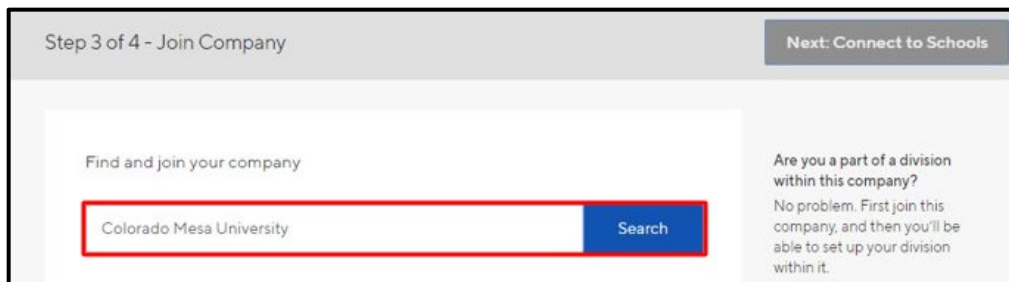 Step 3 of 4 - Join Company
Next: Connect to Schools
Find and join your company
Colorado Mesa University
Search
Are you a part of a division
within this company?
No problem. First join this
company, and then you'll be
able to set up your division
within it.